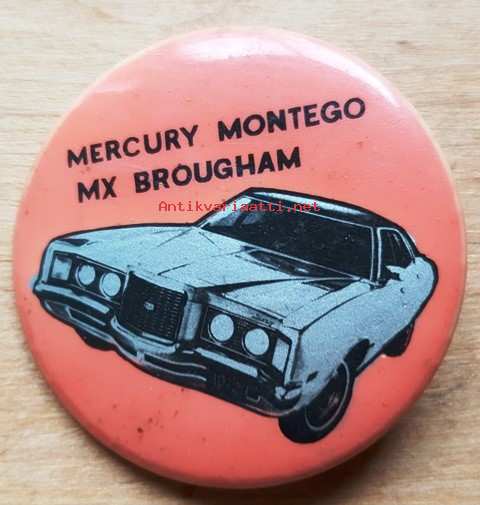 MERCURY MONTEGO
MX BROUGHAM
Antikvariaatti.net